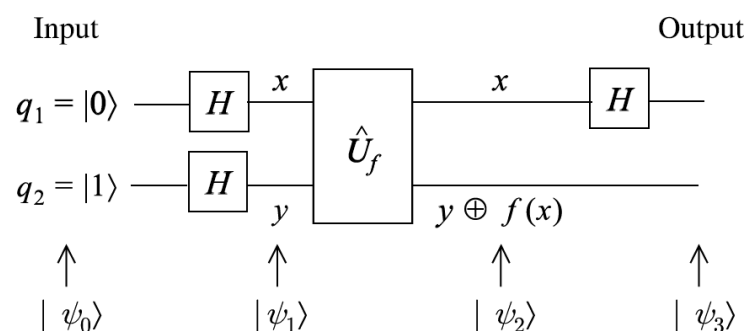 Input Output
q₁ = |0⟩ H x Û_f x H
q₂ = |1⟩ H y y ⊕ f(x)
| ψ₀⟩ |ψ₁⟩ | ψ₂⟩ | ψ₃⟩